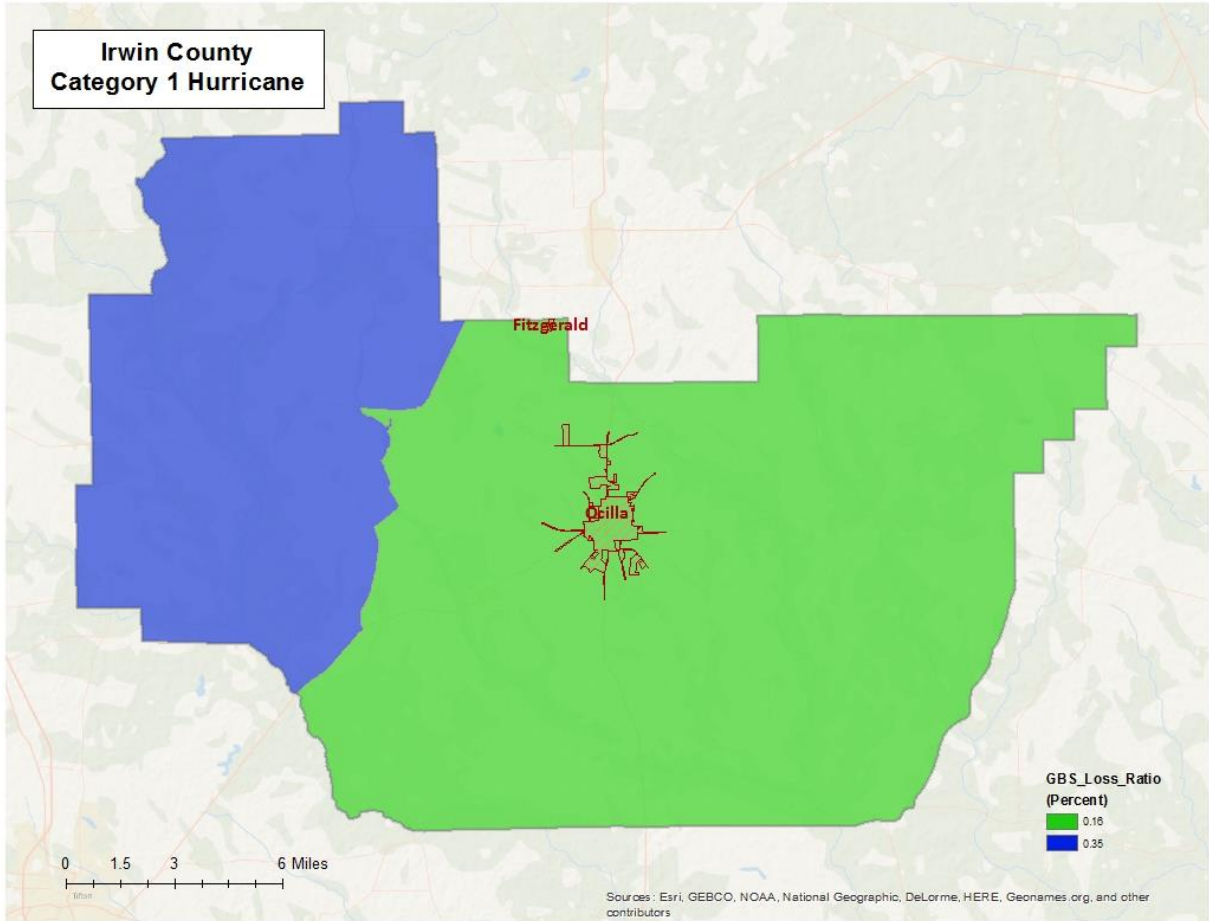 Irwin County
Category 1 Hurricane
Fitzgerald
Ocilla
GBS_Loss_Ratio
(Percent)
0.16
0.35
0 1.5 3 6 Miles
Tifton
Sources: Esri, GEBCO, NOAA, National Geographic, DeLorme, HERE, Geonames.org, and other
contributors